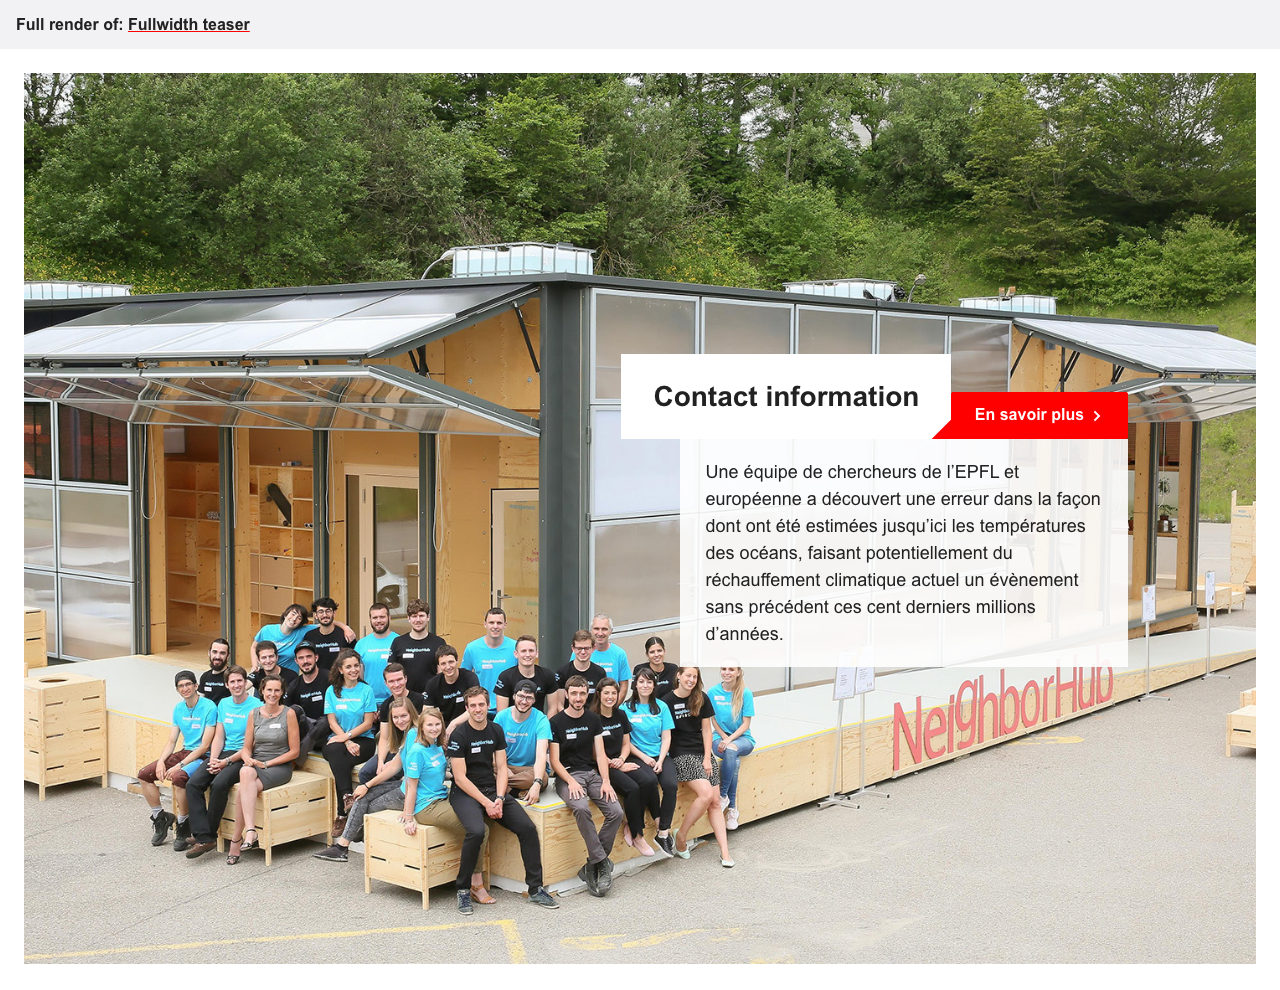 Full render of: Fullwidth teaser
Contact information
En savoir plus
Une équipe de chercheurs de l’EPFL et
européenne a découvert une erreur dans la façon
dont ont été estimées jusqu’ici les températures
des océans, faisant potentiellement du
réchauffement climatique actuel un évènement
sans précédent ces cent derniers millions
d’années.
NeighborHub